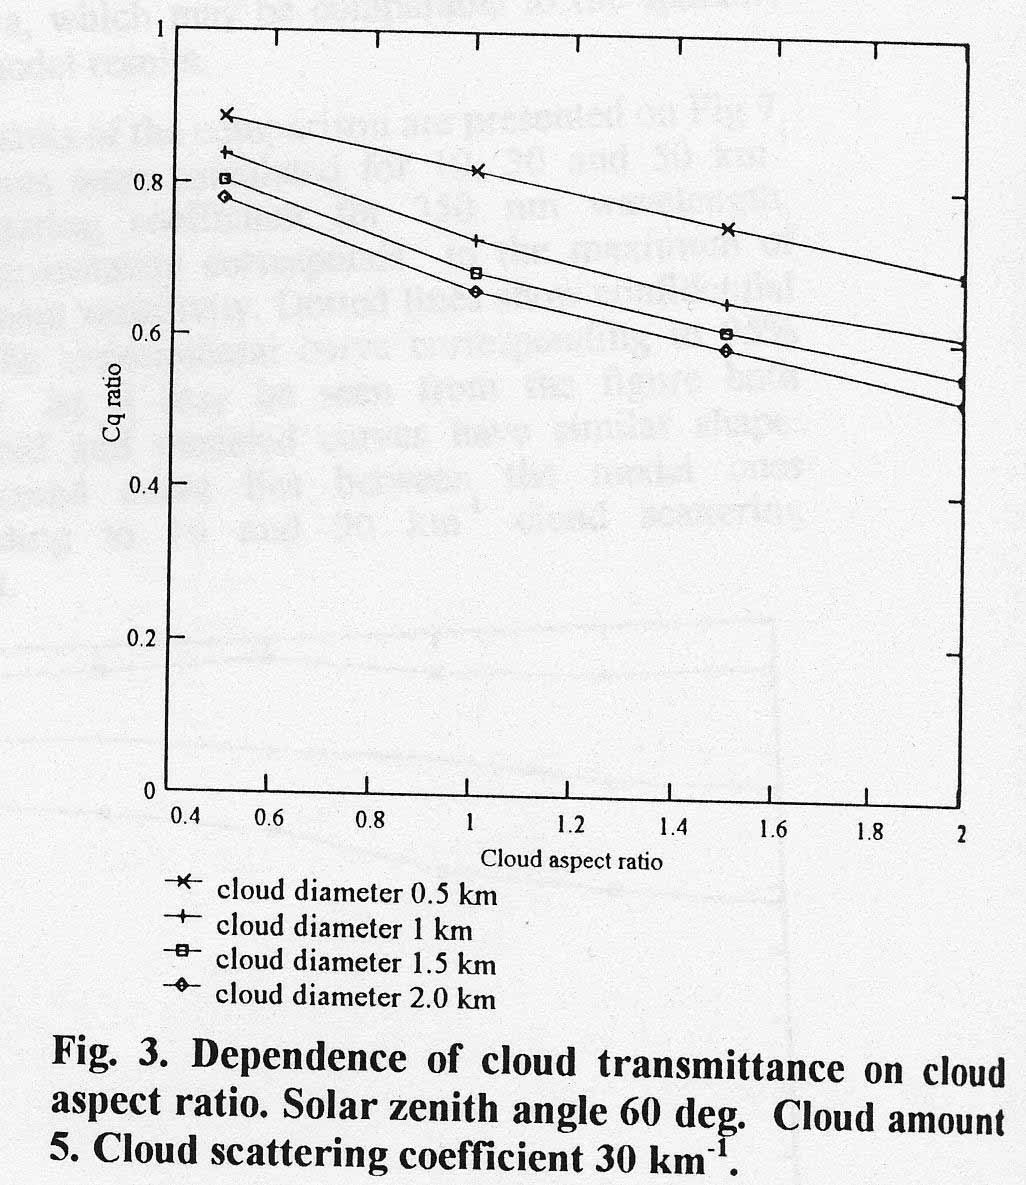 1
0.8
0.6
Cq ratio
0.4
0.2
0
0.4 0.6 0.8 1 1.2 1.4 1.6 1.8 2
Cloud aspect ratio
cloud diameter 0.5 km
cloud diameter 1 km
cloud diameter 1.5 km
cloud diameter 2.0 km
Fig. 3. Dependence of cloud transmittance on cloud
aspect ratio. Solar zenith angle 60 deg. Cloud amount
5. Cloud scattering coefficient 30 km⁻¹.